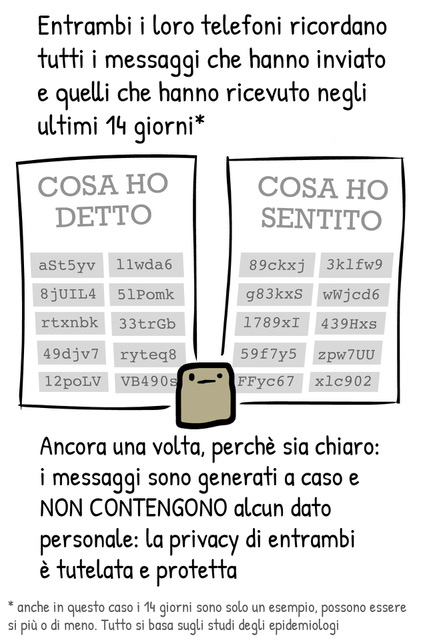 Entrambi i loro telefoni ricordano
tutti i messaggi che hanno inviato
e quelli che hanno ricevuto negli
ultimi 14 giorni*
COSA HO
DETTO
aSt5yv l1wda6
8jUIL4 5lPomk
rtxnbk 33trGb
49djv7 ryteq8
12poLV VB490s
COSA HO
SENTITO
89ckxj 3klfw9
g83kxS wWjcd6
l789xI 439Hxs
59f7y5 zpw7UU
FFyc67 xlc902
Ancora una volta, perchè sia chiaro:
i messaggi sono generati a caso e
NON CONTENGONO alcun dato
personale: la privacy di entrambi
è tutelata e protetta
* anche in questo caso i 14 giorni sono solo un esempio, possono essere
si più o di meno. Tutto si basa sugli studi degli epidemiologi